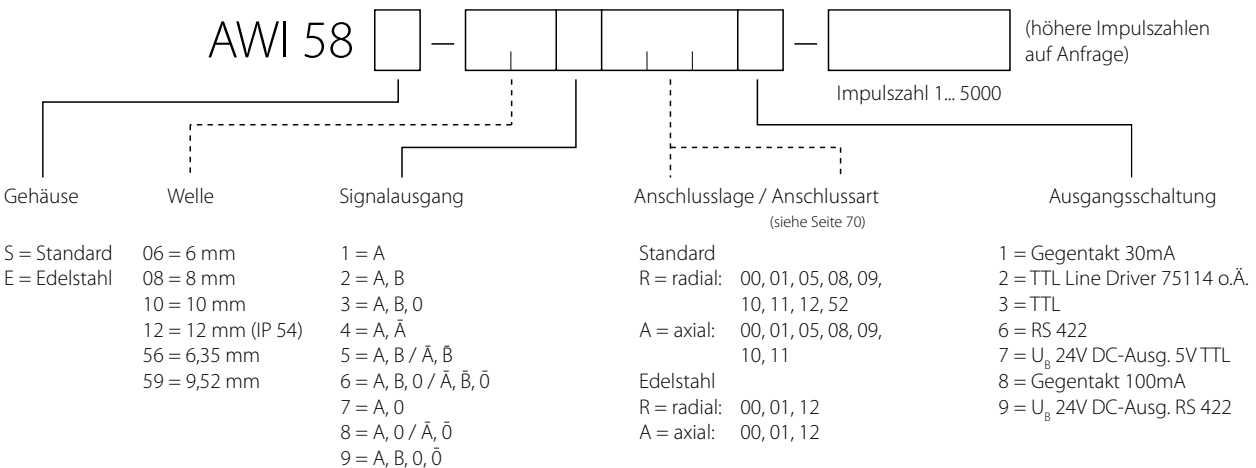 AWI 58 – –
(höhere Impulszahlen
auf Anfrage)
Impulszahl 1... 5000
Gehäuse
S = Standard
E = Edelstahl
Welle
06 = 6 mm
08 = 8 mm
10 = 10 mm
12 = 12 mm (IP 54)
56 = 6,35 mm
59 = 9,52 mm
Signalausgang
1 = A
2 = A, B
3 = A, B, 0
4 = A, Ā
5 = A, B / Ā, B̄
6 = A, B, 0 / Ā, B̄, 0̄
7 = A, 0
8 = A, 0 / Ā, 0̄
9 = A, B, 0, 0̄
Anschlusslage / Anschlussart
(siehe Seite 70)
Standard
R = radial: 00, 01, 05, 08, 09,
10, 11, 12, 52
A = axial: 00, 01, 05, 08, 09,
10, 11
Edelstahl
R = radial: 00, 01, 12
A = axial: 00, 01, 12
Ausgangsschaltung
1 = Gegentakt 30mA
2 = TTL Line Driver 75114 o.Ä.
3 = TTL
6 = RS 422
7 = U_B 24V DC-Ausg. 5V TTL
8 = Gegentakt 100mA
9 = U_B 24V DC-Ausg. RS 422